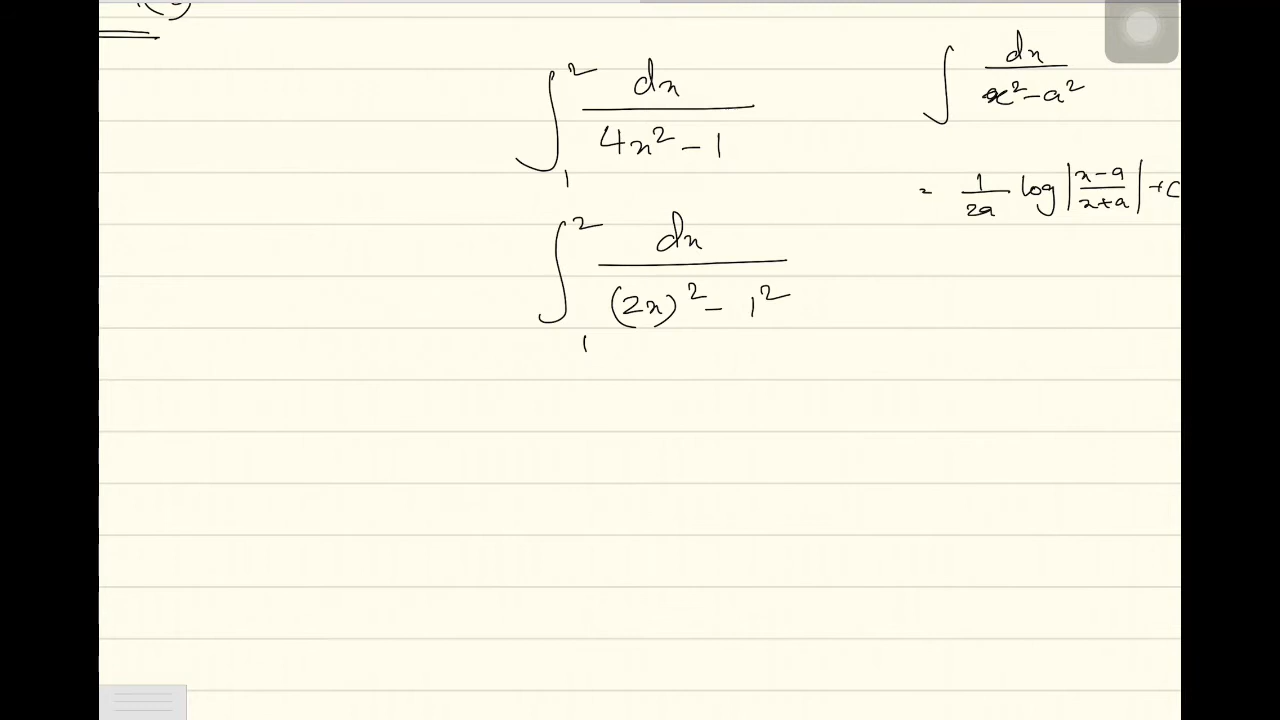 ∫₁² dx / (4x² - 1)
∫₁² dx / ((2x)² - 1²)
∫ dx / (x² - a²)
= 1/2a log |(x - a)/(x + a)| + C